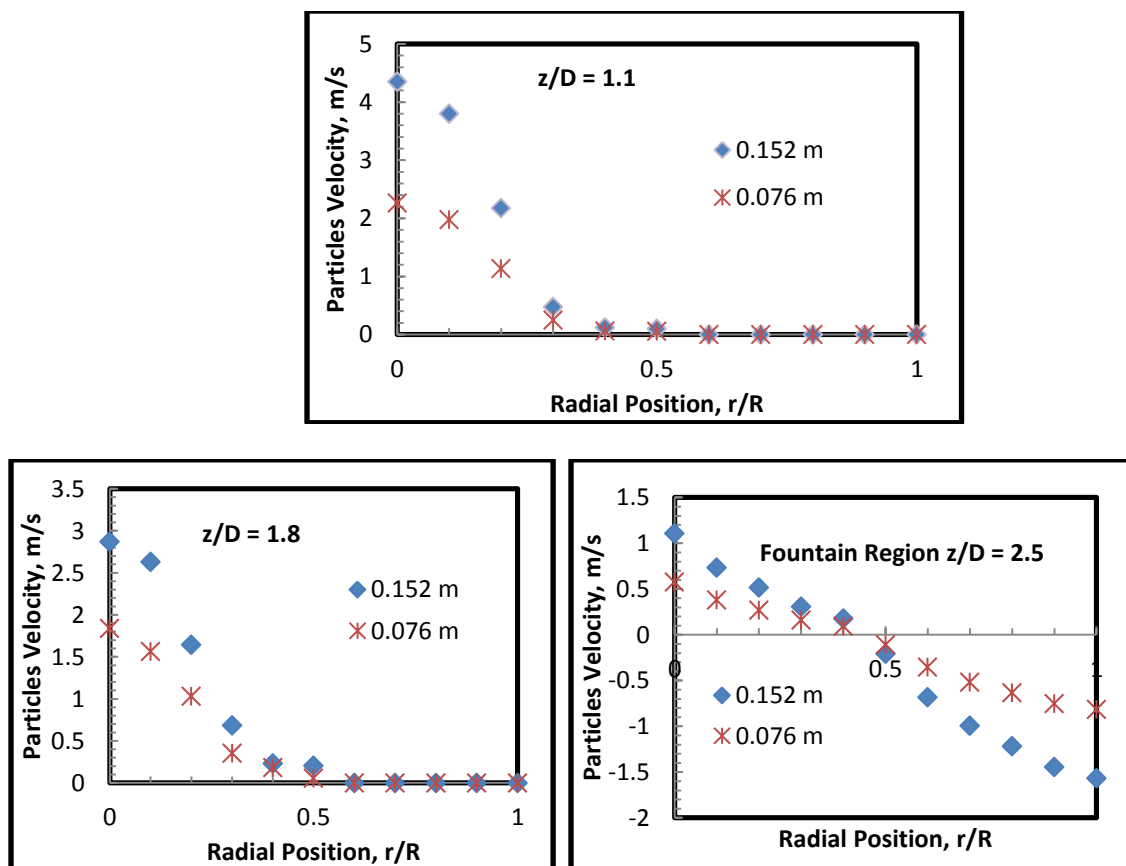 5
z/D = 1.1
4
0.152 m
3
0.076 m
2
1
0
0
0.5
1
Particles Velocity, m/s
Radial Position, r/R
3.5
3
z/D = 1.8
2.5
0.152 m
2
0.076 m
1.5
1
0.5
0
0
0.5
1
Particles Velocity, m/s
Radial Position, r/R
1.5
1
Fountain Region z/D = 2.5
0.5
0
0
0.5
1
-0.5
0.152 m
-1
0.076 m
-1.5
-2
Particles Velocity, m/s
Radial Position, r/R